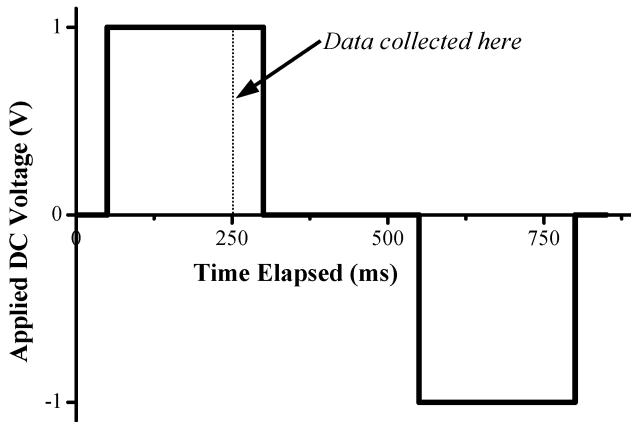 1
Data collected here
Applied DC Voltage (V)
0
0
250
500
750
Time Elapsed (ms)
-1